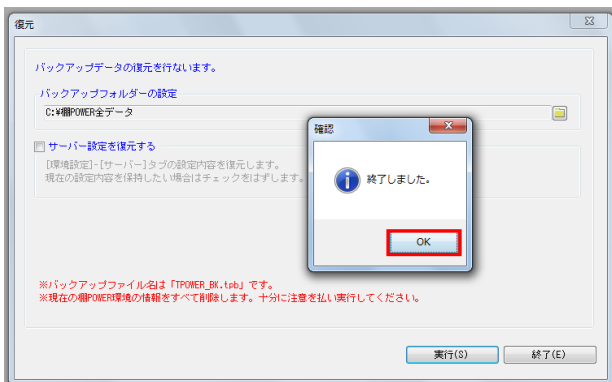 復元
バックアップデータの復元を行ないます。
バックアップフォルダーの設定
C:¥棚POWER全データ
サーバー設定を復元する
[環境設定]-[サーバー]タブの設定内容を復元します。
現在の設定内容を保持したい場合はチェックをはずします。
確認
終了しました。
OK
※バックアップファイル名は「TPOWER_BK.tpb」です。
※現在の棚POWER環境の情報をすべて削除します。十分に注意を払い実行してください。
実行(S)
終了(E)